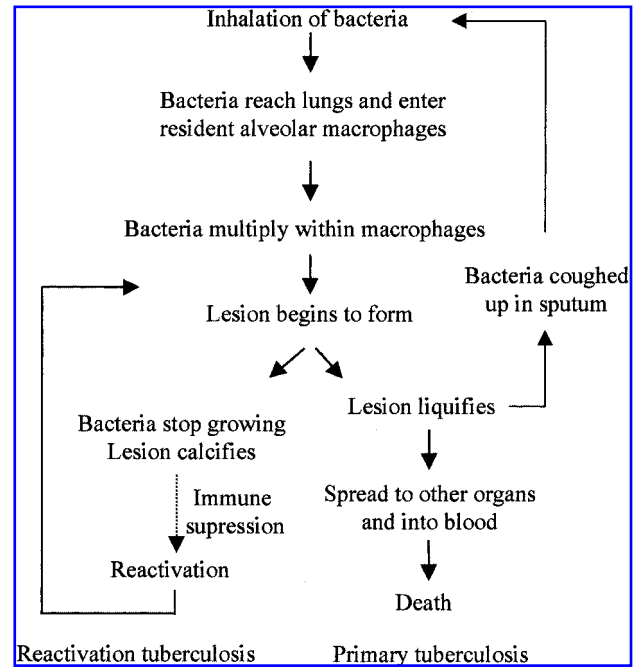 Inhalation of bacteria
Bacteria reach lungs and enter
resident alveolar macrophages
Bacteria multiply within macrophages
Bacteria coughed
up in sputum
Lesion begins to form
Lesion liquifies
Bacteria stop growing
Lesion calcifies
Immune
supression
Spread to other organs
and into blood
Reactivation
Death
Reactivation tuberculosis
Primary tuberculosis